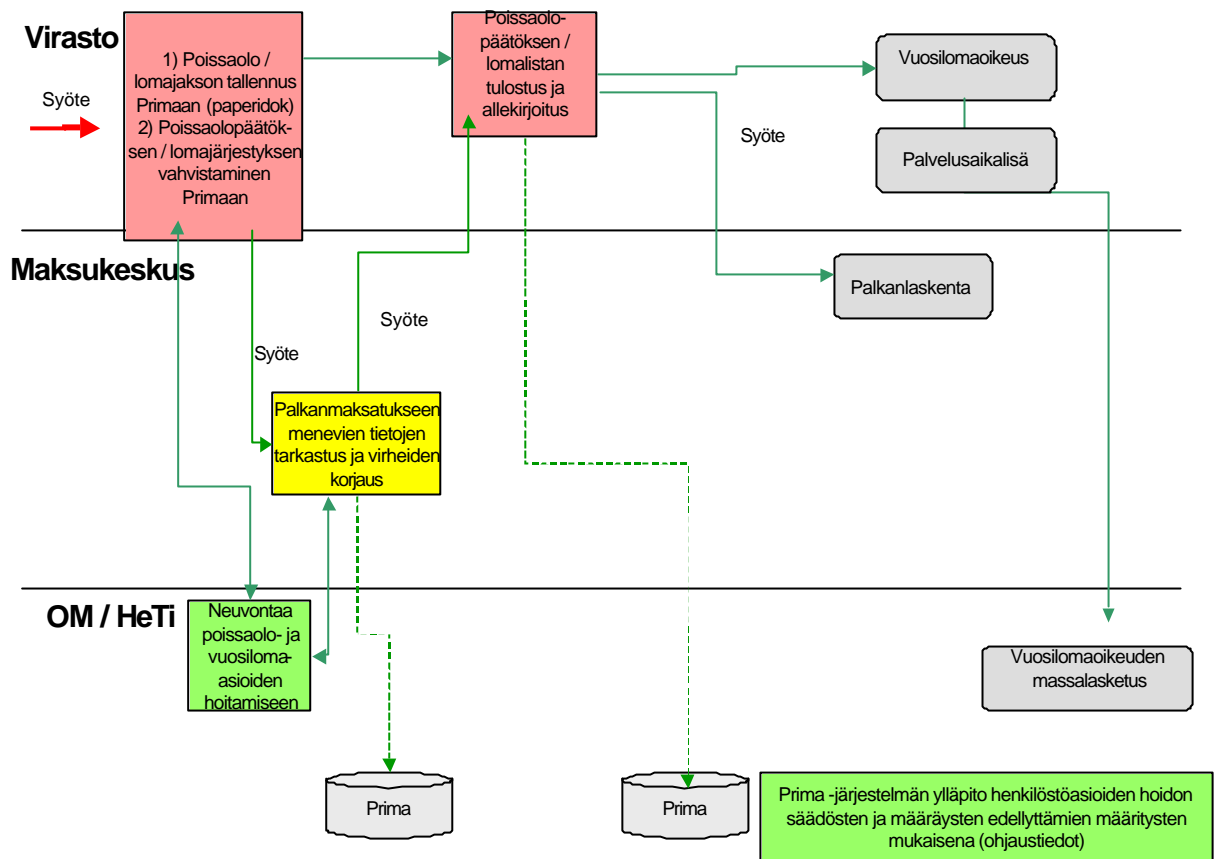 Virasto
Syöte
1) Poissaolo /
lomajakson tallennus
Primaan (paperidok)
2) Poissaolopäätök-
sen / lomajärjestyksen
vahvistaminen
Primaan
Poissaolo-
päätöksen /
lomalistan
tulostus ja
allekirjoitus
Vuosilomaoikeus
Syöte
Palvelusaikalisä
Maksukeskus
Palkanlaskenta
Syöte
Syöte
Palkanmaksatukseen
menevien tietojen
tarkastus ja virheiden
korjaus
OM / HeTi
Neuvontaa
poissaolo- ja
vuosiloma-
asioiden
hoitamiseen
Vuosilomaoikeuden
massalasketus
Prima
Prima
Prima -järjestelmän ylläpito henkilöstöasioiden hoidon
säädösten ja määräysten edellyttämien määritysten
mukaisena (ohjaustiedot)